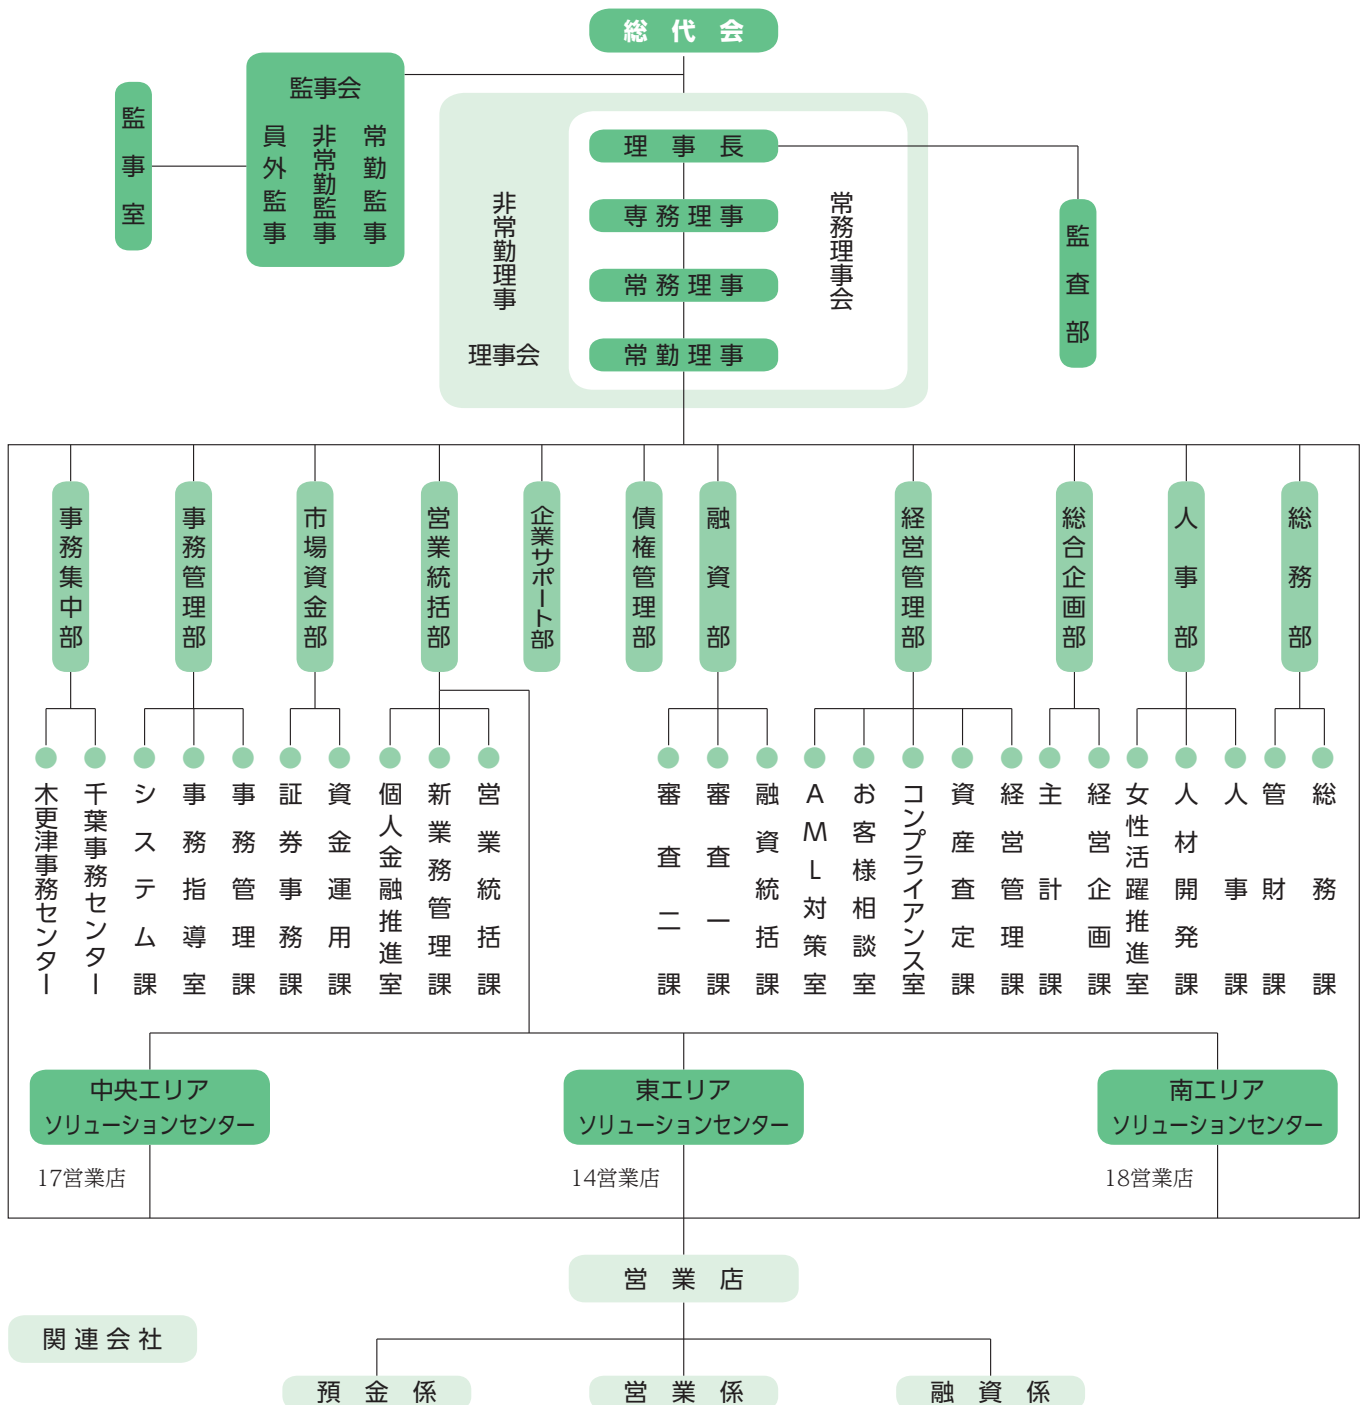 総代会
監事会
常勤監事
非常勤監事
員外監事
監事室
理事長
専務理事
常務理事
常勤理事
常務理事会
非常勤理事
理事会
監査部
総務部
人事部
総合企画部
経営管理部
融資部
債権管理部
企業サポート部
営業統括部
市場資金部
事務管理部
事務集中部
総務課
管財課
人事課
人材開発課
女性活躍推進室
経営企画課
主計課
経営管理課
資産査定課
コンプライアンス室
お客様相談室
AML対策室
融資統括課
審査一課
審査二課
営業統括課
新業務管理課
個人金融推進室
資金運用課
証券事務課
事務管理課
事務指導室
システム課
千葉事務センター
木更津事務センター
中央エリア
ソリューションセンター
17営業店
東エリア
ソリューションセンター
14営業店
南エリア
ソリューションセンター
18営業店
営業店
関連会社
預金係
営業係
融資係